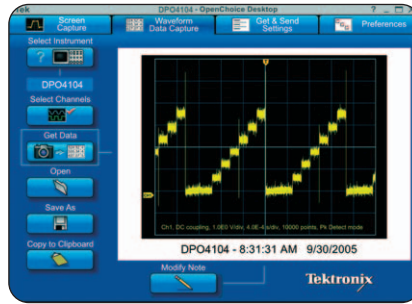 Tek
DPO4104 - OpenChoice Desktop
Screen
Capture
Waveform
Data Capture
Get & Send
Settings
Preferences
Select Instrument
DPO4104
Select Channels
Get Data
Open
Save As
Copy to Clipboard
Ch1, DC coupling, 1.0E0 V/div, 4.0E-4 s/div, 10000 points, Pk Detect mode
DPO4104 - 8:31:31 AM 9/30/2005
Modify Note
Tektronix